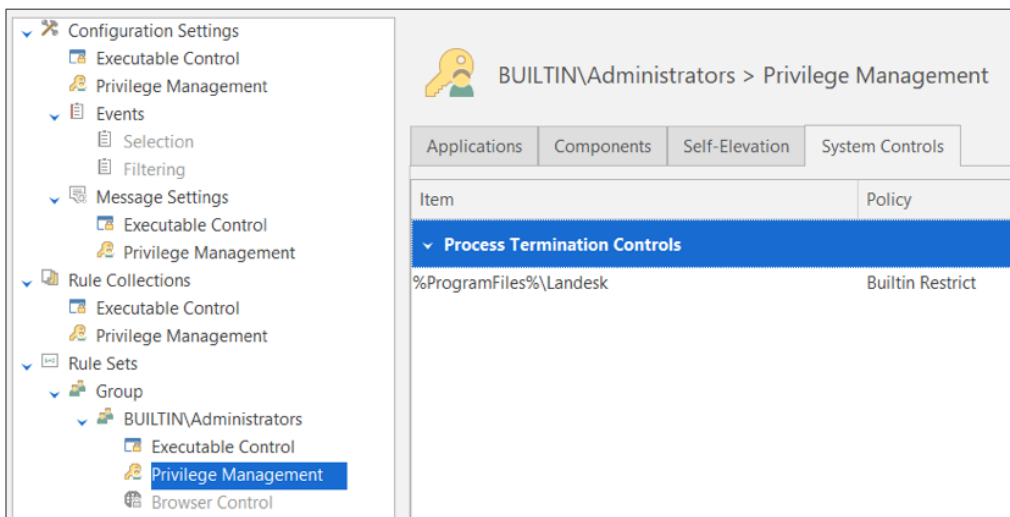 Configuration Settings
Executable Control
Privilege Management
Events
Selection
Filtering
Message Settings
Executable Control
Privilege Management
Rule Collections
Executable Control
Privilege Management
Rule Sets
Group
BUILTIN\Administrators
Executable Control
Privilege Management
Browser Control
BUILTIN\Administrators > Privilege Management
Applications Components Self-Elevation System Controls
Item Policy
Process Termination Controls
%ProgramFiles%\Landesk Builtin Restrict